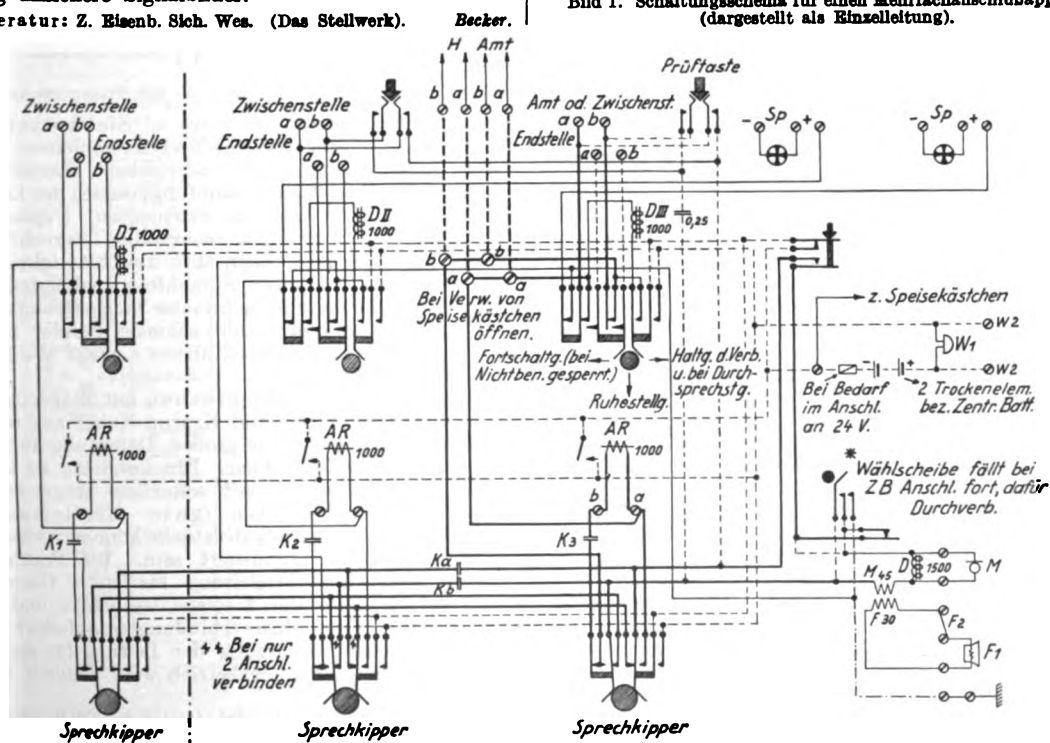 Literatur: Z. Eisenb. Sich. Wes. (Das Stellwerk). Becker.
Bild 1. Schaltungsschema für einen Mehrfachanschlußapp
(dargestellt als Einzelleitung).
H Amt
b a b a
Prüftaste
Zwischenstelle
a b
Endstelle
a b
Zwischenstelle
a b
Endstelle
a b
Amt od. Zwischenst.
a b
Endstelle
a b
- Sp +
- Sp +
DI 1000
DII
1000
DIII
1000
0,25
b b
a a
Bei Verw. von
Speisekästchen
öffnen.
z. Speisekästchen
W2
W1
W2
- +
Fortschaltg. (bei
Nichtben. gesperrt.)
Haltg. d. Verb.
u. bei Durch-
sprechstg.
Ruhestellg.
Bei Bedarf
im Anschl.
an 24 V.
2 Trockenelem.
bez. Zentr. Batt.
AR
1000
AR
1000
AR
1000
b a
*
Wählscheibe fällt bei
ZB Anschl. fort, dafür
Durchverb.
K1
K2
K3
Ka
Kb
D 1500
M
M 45
F 30
F2
F1
Bei nur
2 Anschl.
verbinden
Sprechkipper
Sprechkipper
Sprechkipper